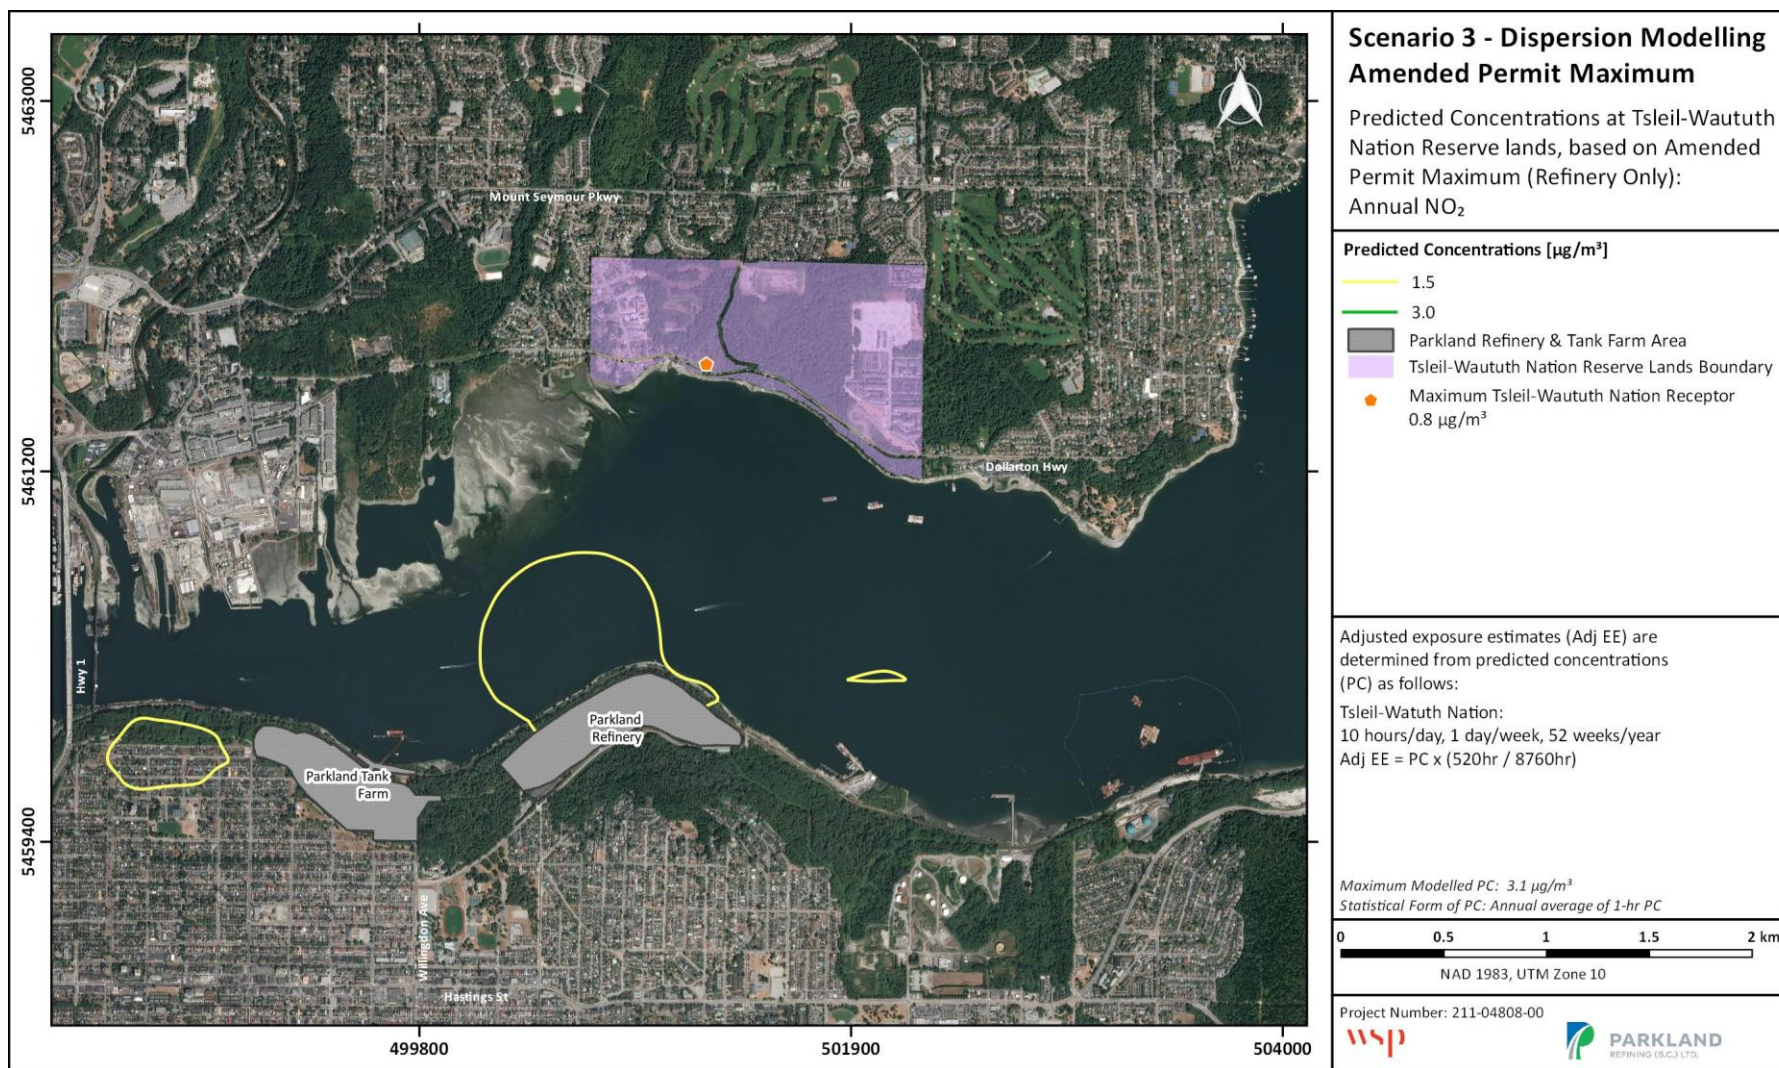 Scenario 3 - Dispersion Modelling
Amended Permit Maximum
Predicted Concentrations at Tsleil-Waututh
Nation Reserve lands, based on Amended
Permit Maximum (Refinery Only):
Annual NO₂
Predicted Concentrations [µg/m³]
1.5
3.0
Parkland Refinery & Tank Farm Area
Tsleil-Waututh Nation Reserve Lands Boundary
Maximum Tsleil-Waututh Nation Receptor
0.8 µg/m³
Adjusted exposure estimates (Adj EE) are
determined from predicted concentrations
(PC) as follows:
Tsleil-Watuth Nation:
10 hours/day, 1 day/week, 52 weeks/year
Adj EE = PC x (520hr / 8760hr)
Maximum Modelled PC: 3.1 µg/m³
Statistical Form of PC: Annual average of 1-hr PC
0 0.5 1 1.5 2 km
NAD 1983, UTM Zone 10
Project Number: 211-04808-00
wsp
PARKLAND
REFINING (B.C.) LTD.
N
Mount Seymour Pkwy
Dollarton Hwy
Hwy 1
Parkland
Refinery
Parkland Tank
Farm
Willingdon Ave
Hastings St
5463000
5461200
5459400
499800
501900
504000